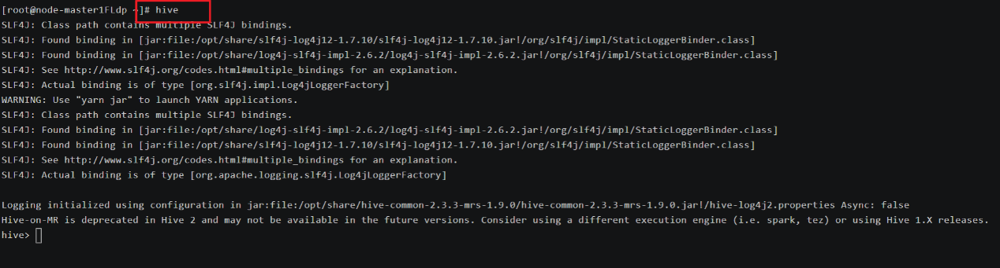 [root@node-master1FLdp ~]# hive
SLF4J: Class path contains multiple SLF4J bindings.
SLF4J: Found binding in [jar:file:/opt/share/slf4j-log4j12-1.7.10/slf4j-log4j12-1.7.10.jar!/org/slf4j/impl/StaticLoggerBinder.class]
SLF4J: Found binding in [jar:file:/opt/share/log4j-slf4j-impl-2.6.2/log4j-slf4j-impl-2.6.2.jar!/org/slf4j/impl/StaticLoggerBinder.class]
SLF4J: See http://www.slf4j.org/codes.html#multiple_bindings for an explanation.
SLF4J: Actual binding is of type [org.slf4j.impl.Log4jLoggerFactory]
WARNING: Use "yarn jar" to launch YARN applications.
SLF4J: Class path contains multiple SLF4J bindings.
SLF4J: Found binding in [jar:file:/opt/share/log4j-slf4j-impl-2.6.2/log4j-slf4j-impl-2.6.2.jar!/org/slf4j/impl/StaticLoggerBinder.class]
SLF4J: Found binding in [jar:file:/opt/share/slf4j-log4j12-1.7.10/slf4j-log4j12-1.7.10.jar!/org/slf4j/impl/StaticLoggerBinder.class]
SLF4J: See http://www.slf4j.org/codes.html#multiple_bindings for an explanation.
SLF4J: Actual binding is of type [org.apache.logging.slf4j.Log4jLoggerFactory]
Logging initialized using configuration in jar:file:/opt/share/hive-common-2.3.3-mrs-1.9.0/hive-common-2.3.3-mrs-1.9.0.jar!/hive-log4j2.properties Async: false
Hive-on-MR is deprecated in Hive 2 and may not be available in the future versions. Consider using a different execution engine (i.e. spark, tez) or using Hive 1.X releases.
hive>